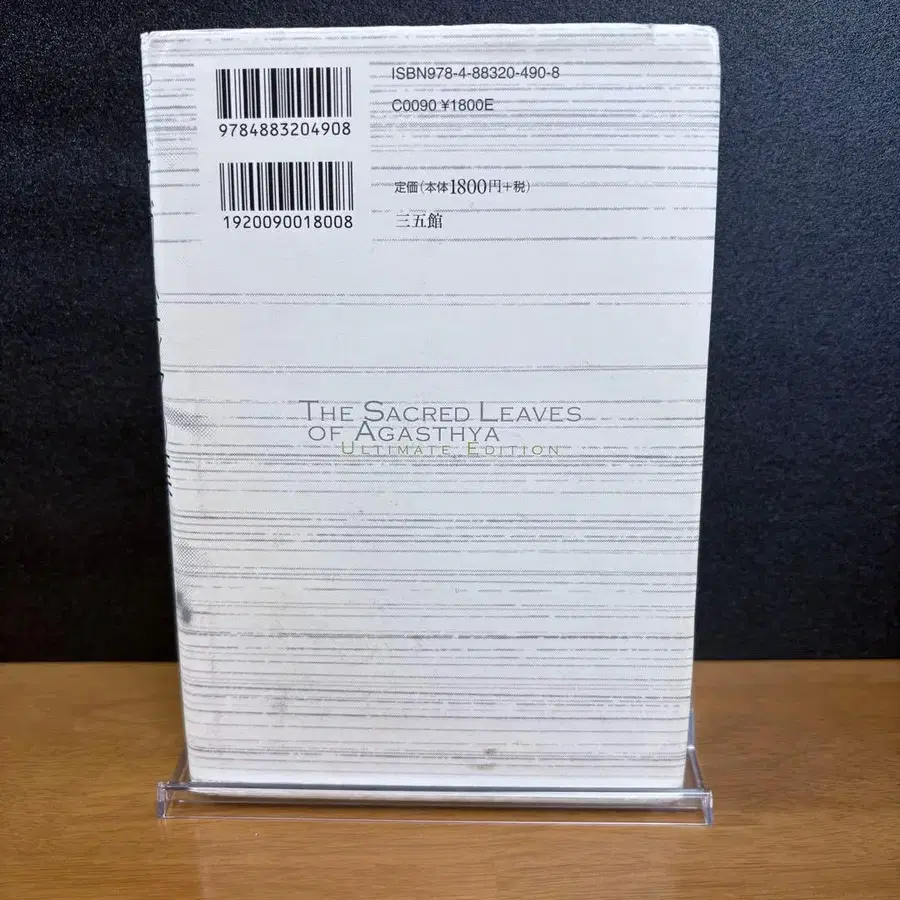 ISBN978-4-88320-490-8
C0090 ¥1800E
9784883204908
定価(本体1800円+税)
1920090018008
三五館
THE SACRED LEAVES
OF AGASTHYA
ULTIMATE EDITION